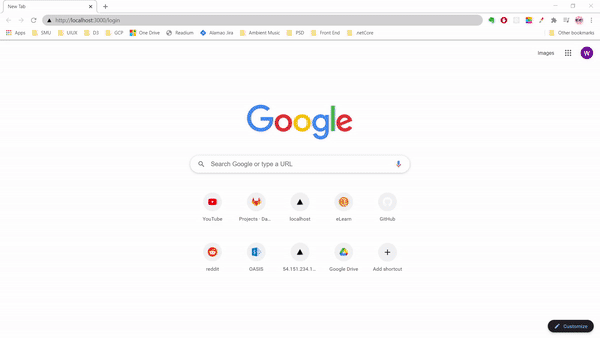 New Tab
http://localhost:3000/login
Apps SMU UIUX D3 GCP One Drive Readium Alamao Jira Ambient Music PSD Front End .netCore Other bookmarks
Images
W
Google
Search Google or type a URL
YouTube Projects · Da... localhost eLearn GitHub
reddit OASIS 54.151.234.1... Google Drive Add shortcut
Customize